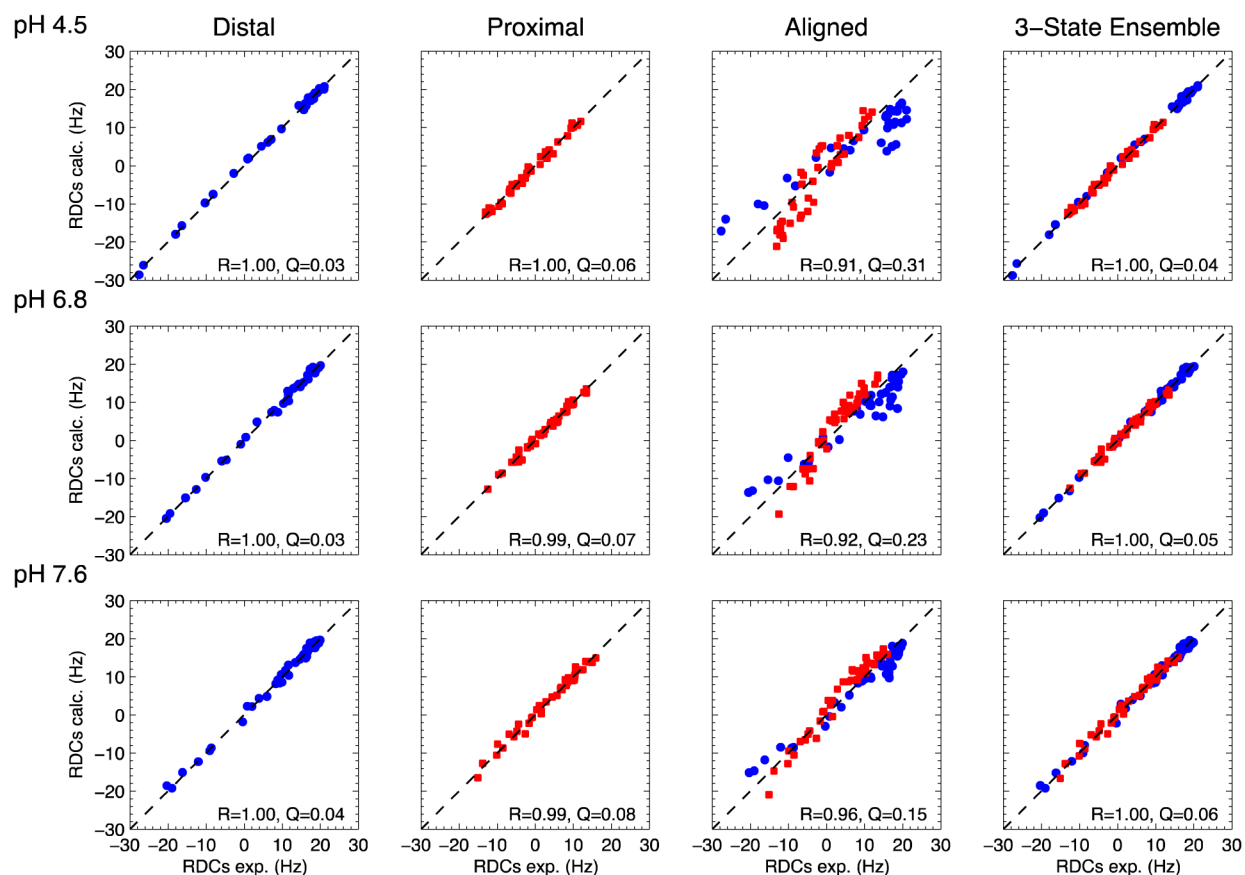 pH 4.5
Distal
Proximal
Aligned
3−State Ensemble
30
20
10
0
−10
−20
−30
RDCs calc. (Hz)
R=1.00, Q=0.03
R=1.00, Q=0.06
R=0.91, Q=0.31
R=1.00, Q=0.04
pH 6.8
30
20
10
0
−10
−20
−30
RDCs calc. (Hz)
R=1.00, Q=0.03
R=0.99, Q=0.07
R=0.92, Q=0.23
R=1.00, Q=0.05
pH 7.6
30
20
10
0
−10
−20
−30
RDCs calc. (Hz)
R=1.00, Q=0.04
R=0.99, Q=0.08
R=0.96, Q=0.15
R=1.00, Q=0.06
−30 −20 −10 0 10 20 30
−20 −10 0 10 20 30
−20 −10 0 10 20 30
−20 −10 0 10 20 30
RDCs exp. (Hz)
RDCs exp. (Hz)
RDCs exp. (Hz)
RDCs exp. (Hz)